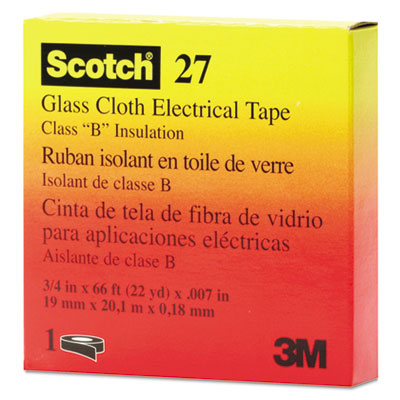 Scotch® 27
Glass Cloth Electrical Tape
Class “B” Insulation
Ruban isolant en toile de verre
Isolant de classe B
Cinta de tela de fibra de vidrio
para aplicaciones eléctricas
Aislante de clase B
3/4 in x 66 ft (22 yd) x .007 in
19 mm x 20,1 m x 0,18 mm
1
3M